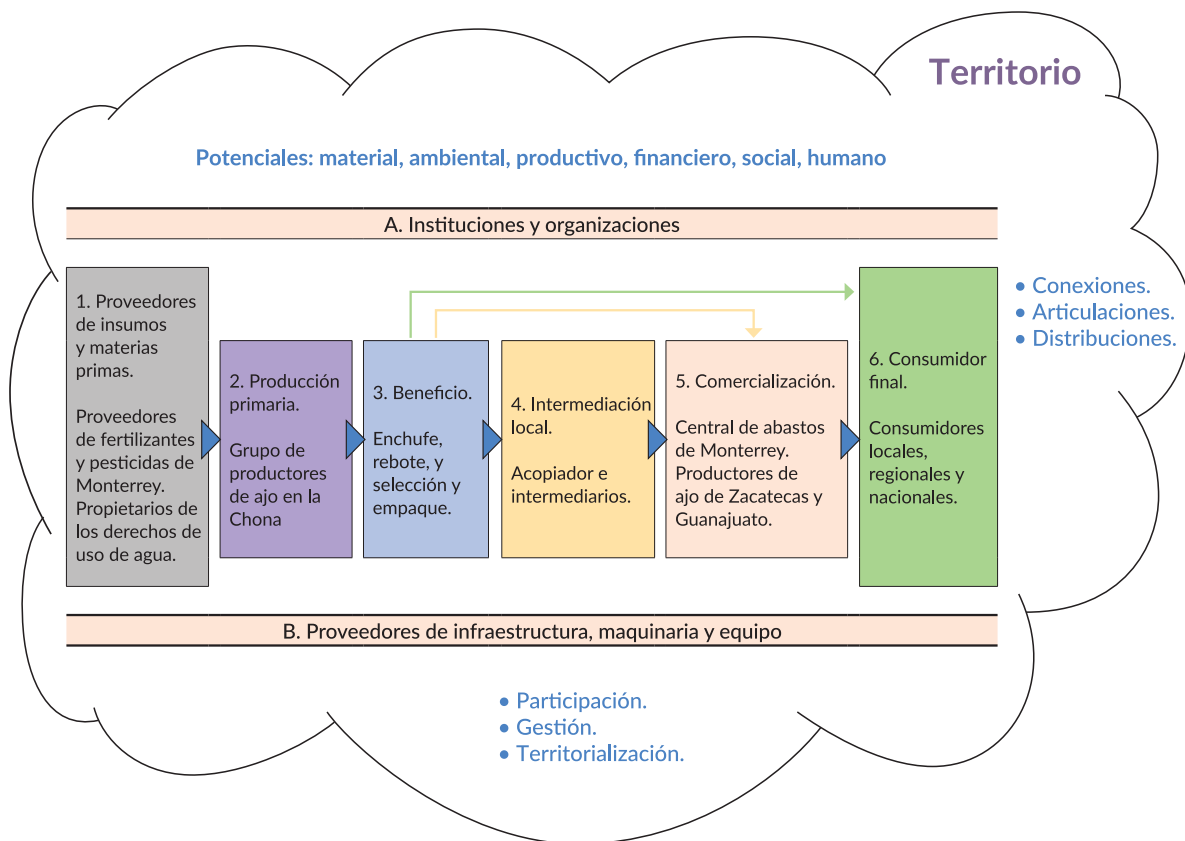 Territorio
Potenciales: material, ambiental, productivo, financiero, social, humano
A. Instituciones y organizaciones
1. Proveedores
de insumos
y materias
primas.
Proveedores
de fertilizantes
y pesticidas de
Monterrey.
Propietarios de
los derechos de
uso de agua.
2. Producción
primaria.
Grupo de
productores
de ajo en la
Chona
3. Beneficio.
Enchufe,
rebote, y
selección y
empaque.
4. Intermediación
local.
Acopiador e
intermediarios.
5. Comercialización.
Central de abastos
de Monterrey.
Productores de
ajo de Zacatecas y
Guanajuato.
6. Consumidor
final.
Consumidores
locales,
regionales y
nacionales.
• Conexiones.
• Articulaciones.
• Distribuciones.
B. Proveedores de infraestructura, maquinaria y equipo
• Participación.
• Gestión.
• Territorialización.